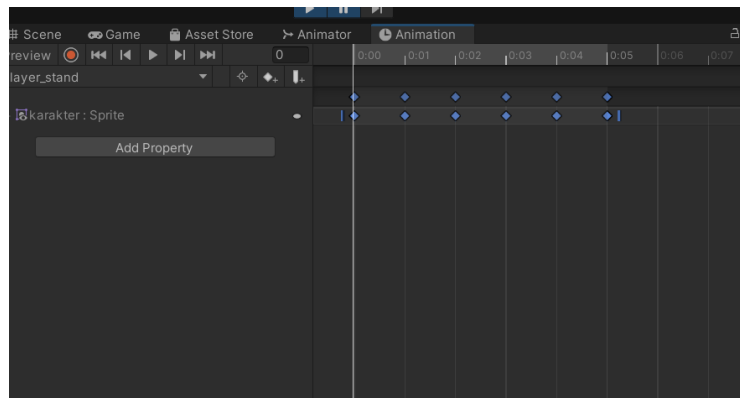 Scene Game Asset Store Animator Animation
review 0 0:00 0:01 0:02 0:03 0:04 0:05 0:06 0:07
layer_stand
karakter : Sprite
Add Property